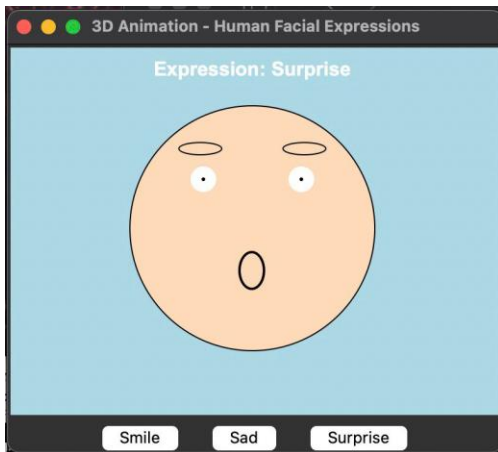 3D Animation - Human Facial Expressions
Expression: Surprise
Smile Sad Surprise